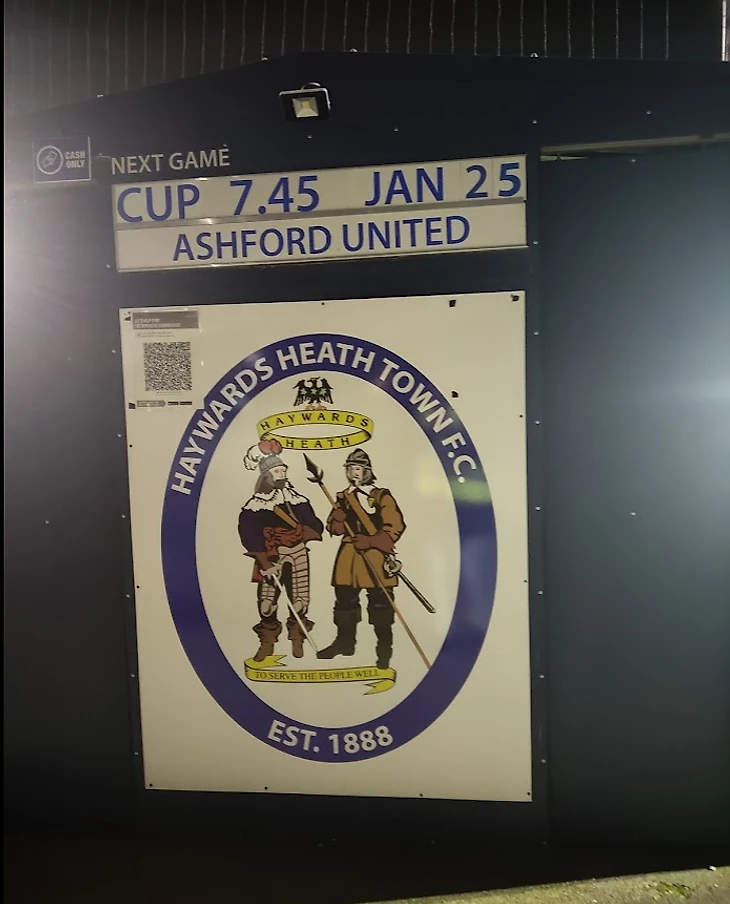 CASH
ONLY
NEXT GAME
CUP 7.45 JAN 25
ASHFORD UNITED
HAYWARDS HEATH TOWN F.C.
HAYWARDS
HEATH
TO SERVE THE PEOPLE WELL
EST. 1888